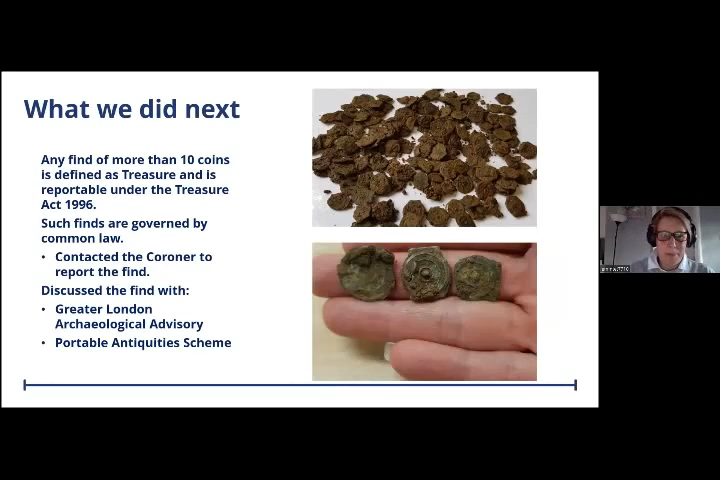 What we did next
Any find of more than 10 coins
is defined as Treasure and is
reportable under the Treasure
Act 1996.
Such finds are governed by
common law.
• Contacted the Coroner to
report the find.
Discussed the find with:
• Greater London
Archaeological Advisory
• Portable Antiquities Scheme